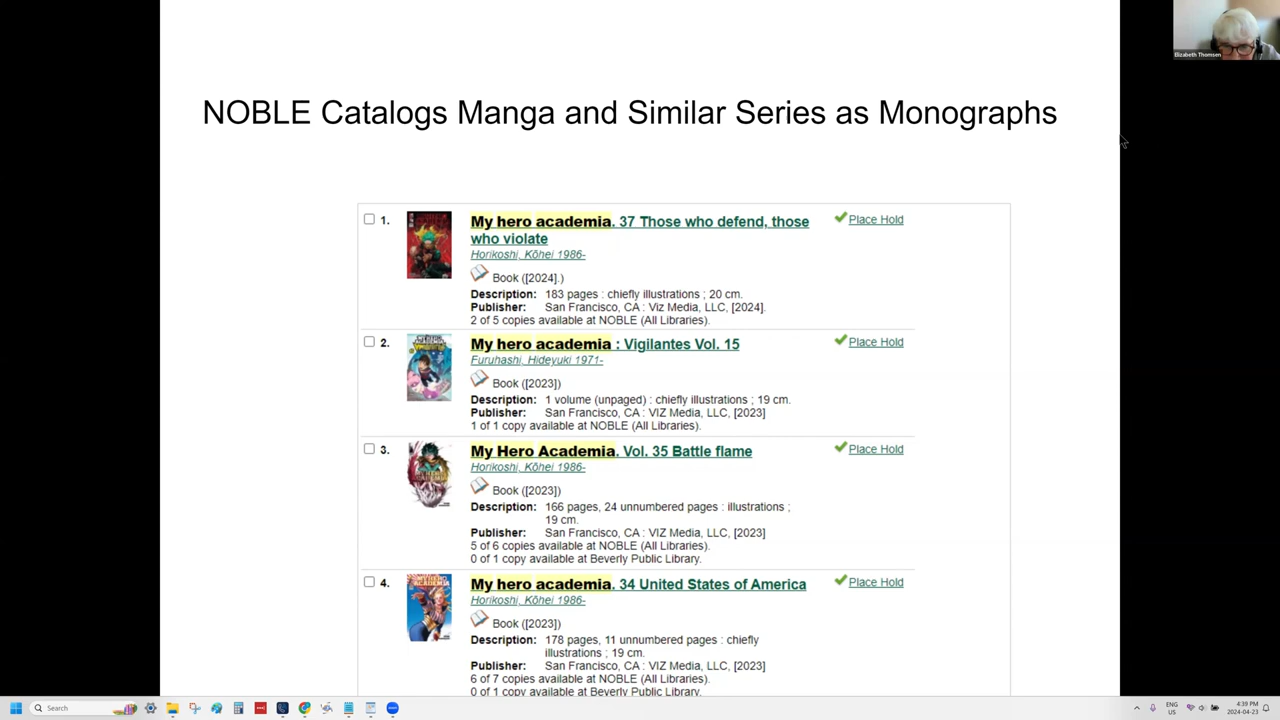 Elizabeth Thomsen
NOBLE Catalogs Manga and Similar Series as Monographs
1.
My hero academia. 37 Those who defend, those
who violate
Place Hold
Horikoshi, Kōhei 1986-
Book ([2024].)
Description: 183 pages : chiefly illustrations ; 20 cm.
Publisher: San Francisco, CA : Viz Media, LLC, [2024].
2 of 5 copies available at NOBLE (All Libraries).
2.
My hero academia : Vigilantes Vol. 15
Place Hold
Furuhashi, Hideyuki 1971-
Book ([2023])
Description: 1 volume (unpaged) : chiefly illustrations ; 19 cm.
Publisher: San Francisco, CA : VIZ Media, LLC, [2023]
1 of 1 copy available at NOBLE (All Libraries).
3.
My Hero Academia. Vol. 35 Battle flame
Place Hold
Horikoshi, Kōhei 1986-
Book ([2023])
Description: 166 pages, 24 unnumbered pages : illustrations ;
19 cm.
Publisher: San Francisco, CA : VIZ Media, LLC, [2023]
5 of 6 copies available at NOBLE (All Libraries).
0 of 1 copy available at Beverly Public Library.
4.
My hero academia. 34 United States of America
Place Hold
Horikoshi, Kōhei 1986-
Book ([2023])
Description: 178 pages, 11 unnumbered pages : chiefly
illustrations ; 19 cm.
Publisher: San Francisco, CA : VIZ Media, LLC, [2023]
6 of 7 copies available at NOBLE (All Libraries).
0 of 1 copy available at Beverly Public Library.
Search
ENG
US
4:39 PM
2024-04-23